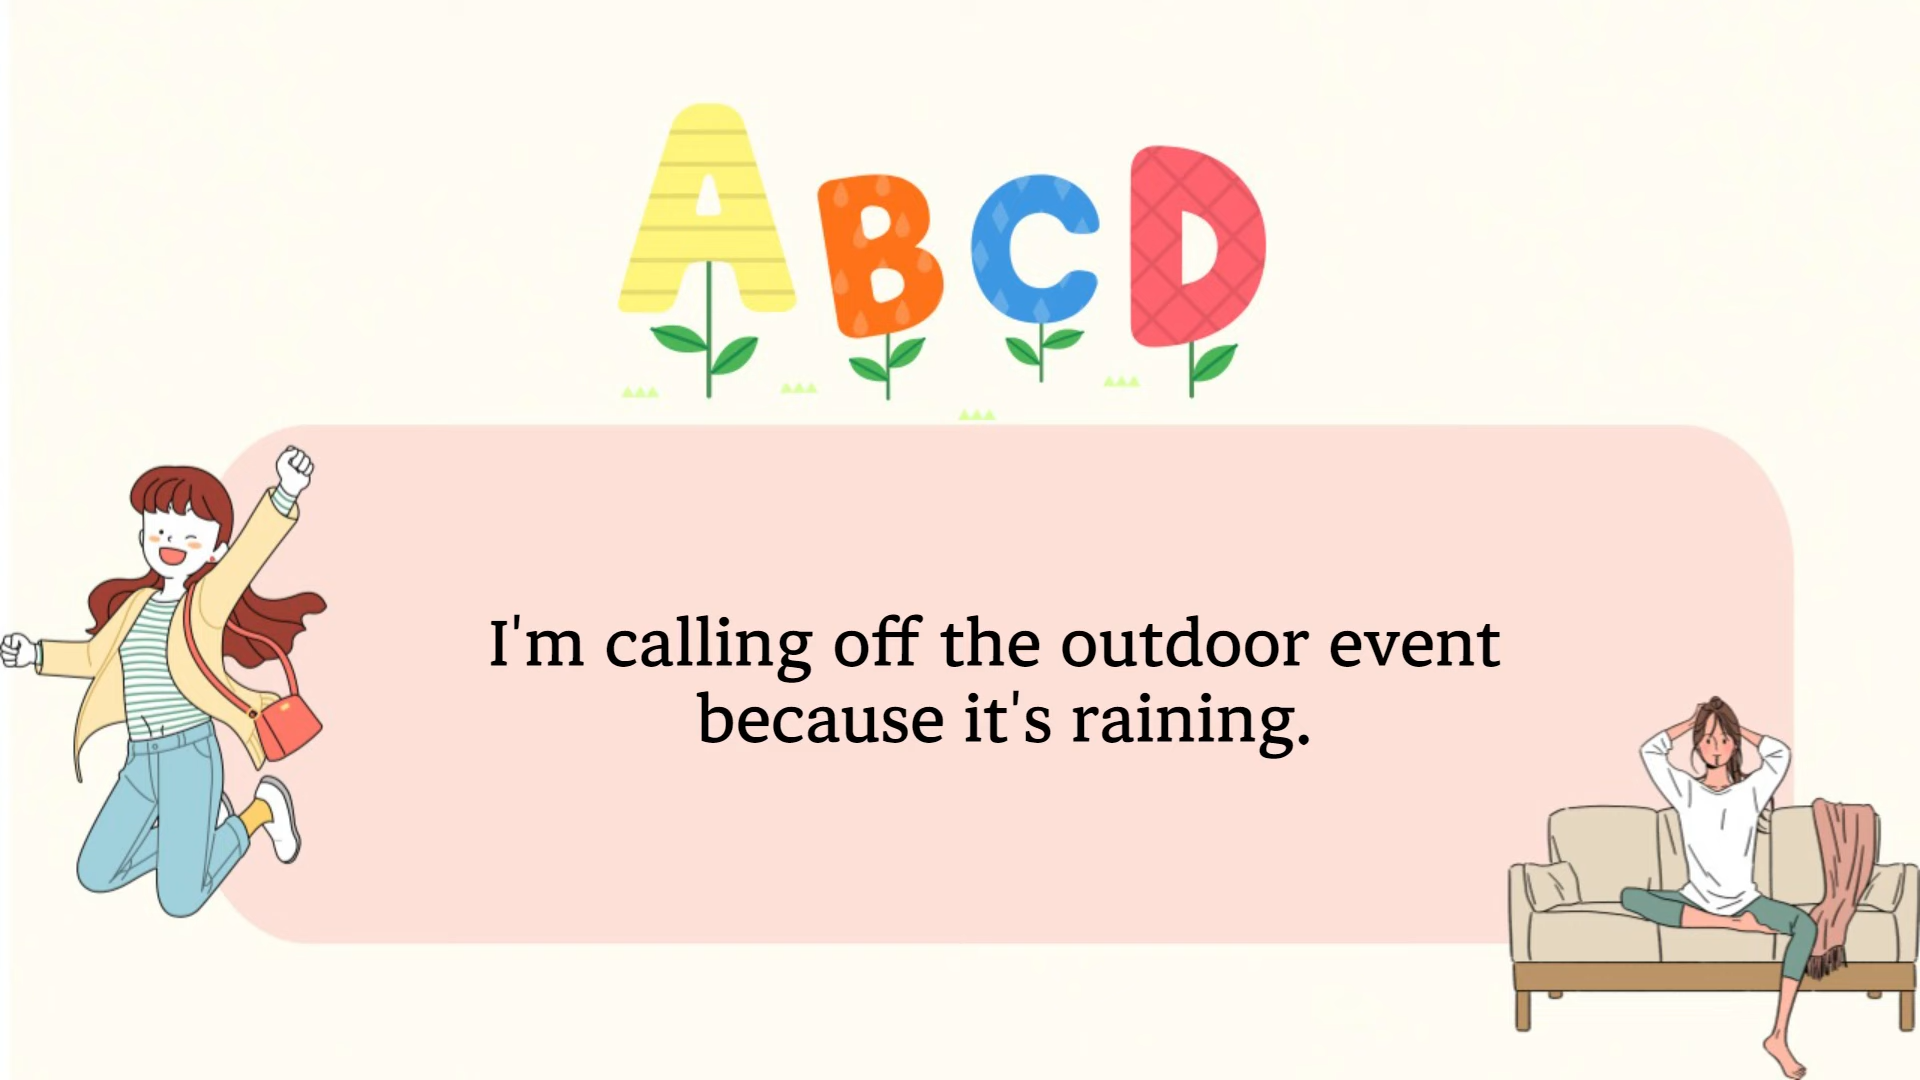 ABCD
I'm calling off the outdoor event
because it's raining.